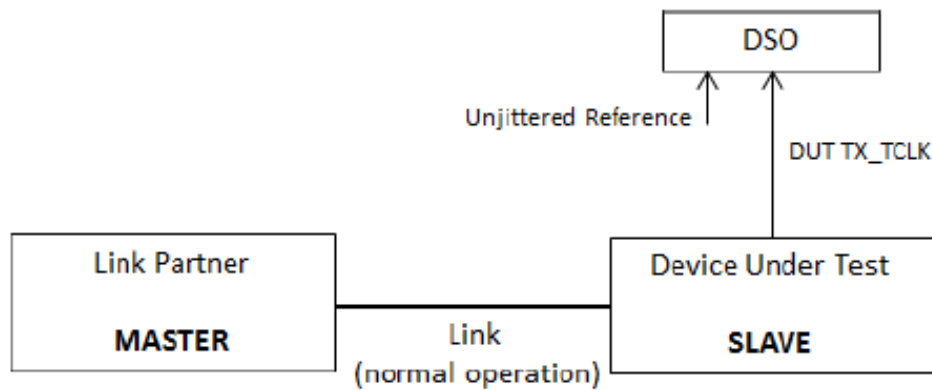 DSO
Unjittered Reference
DUT TX_TCLK
Link Partner
MASTER
Link
(normal operation)
Device Under Test
SLAVE